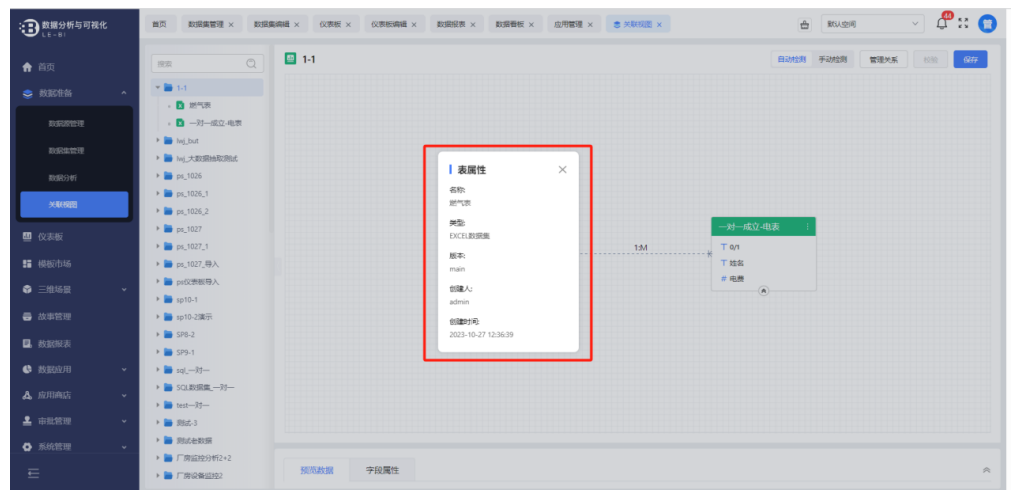 数据分析与可视化
LE-BI
首页
数据集管理 ×
数据集编辑 ×
仪表板 ×
仪表板编辑 ×
数据报表 ×
数据看板 ×
应用管理 ×
关联视图 ×
默认空间
44
管
首页
数据准备
数据源管理
数据集管理
数据分析
关联视图
仪表板
模板市场
三维场景
故事管理
数据报表
数据应用
应用商店
审批管理
系统管理
搜索
1-1
燃气表
一对一成立-电表
lwj_but
lwj_大数据抽取测试
ps_1026
ps_1026_1
ps_1026_2
ps_1027
ps_1027_1
ps_1027_导入
ps仪表板导入
sp10-1
sp10-2演示
SP8-2
SP9-1
sql_一对一
SQL数据集_一对一
test一对一
测试-3
测试老数据
厂房监控分析2+2
厂房设备监控2
1-1
自动检测
手动检测
管理关系
校验
保存
表属性
名称:
燃气表
类型:
EXCEL数据集
版本:
main
创建人:
admin
创建时间:
2023-10-27 12:36:39
1:M
一对一成立-电表
T 0/1
T 姓名
# 电费
预览数据
字段属性